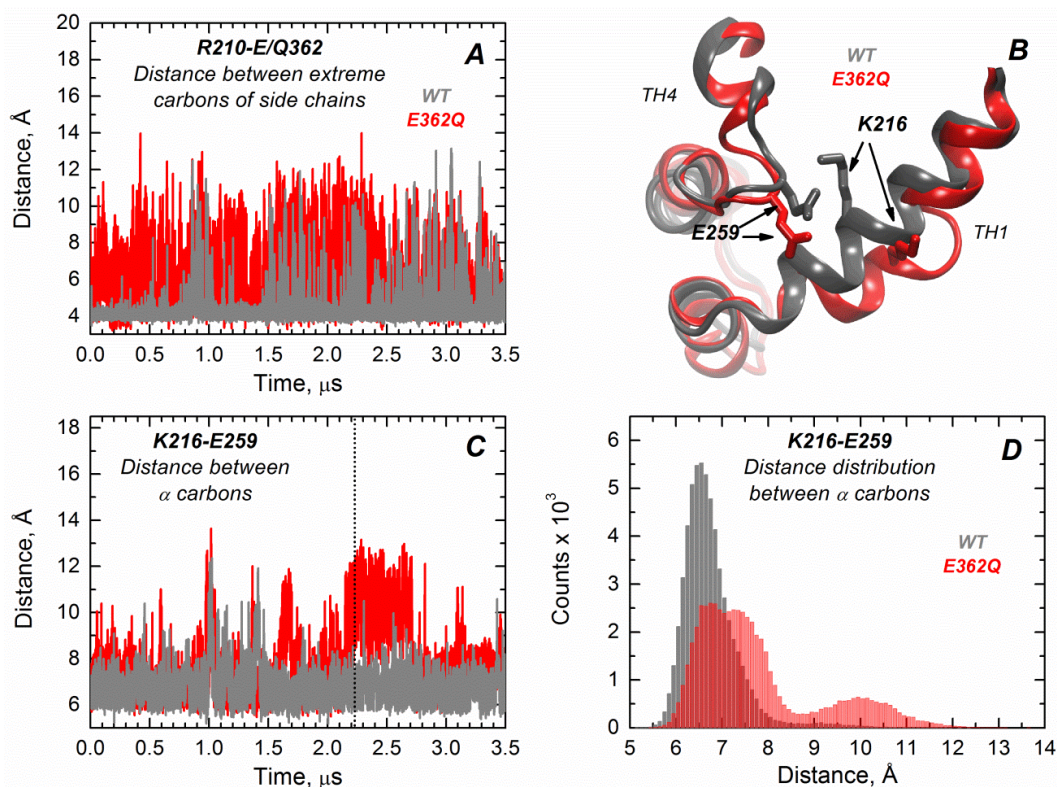 A
R210-E/Q362
Distance between extreme
carbons of side chains
WT
E362Q
Distance, Å
20
18
16
14
12
10
8
6
4
0.0 0.5 1.0 1.5 2.0 2.5 3.0 3.5
Time, μs
B
WT
E362Q
TH4
K216
E259
TH1
C
K216-E259
Distance between
α carbons
Distance, Å
18
16
14
12
10
8
6
0.0 0.5 1.0 1.5 2.0 2.5 3.0 3.5
Time, μs
D
K216-E259
Distance distribution
between α carbons
WT
E362Q
Counts x 10³
6
5
4
3
2
1
0
5 6 7 8 9 10 11 12 13 14
Distance, Å